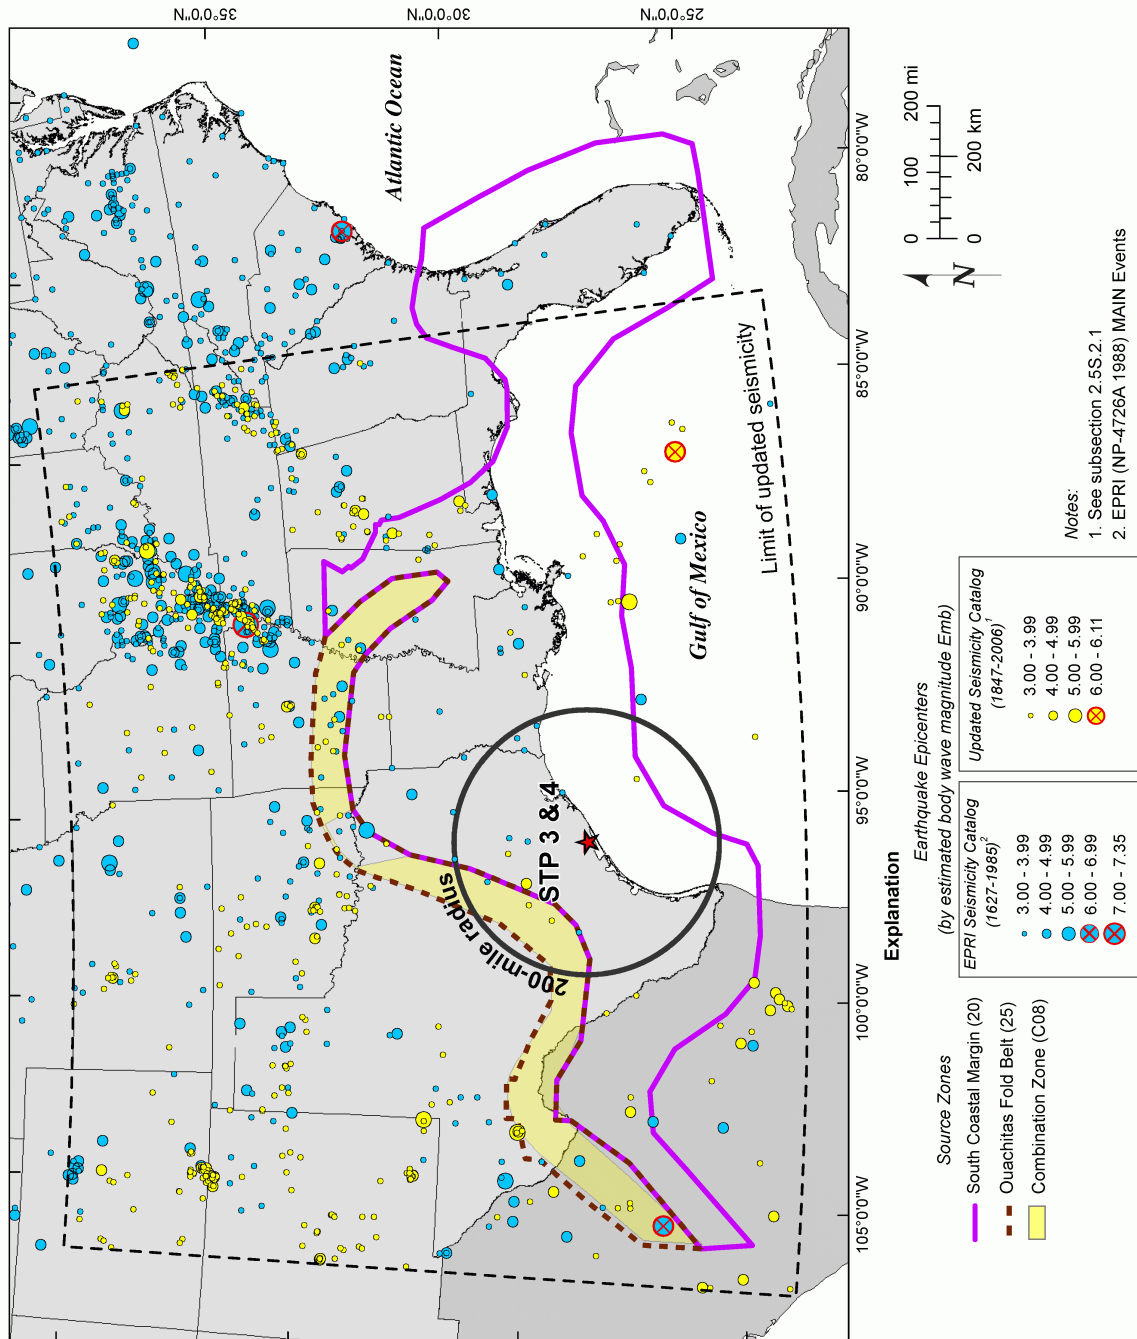 35°0'0"N
30°0'0"N
25°0'0"N
Atlantic Ocean
80°0'0"W
85°0'0"W
90°0'0"W
95°0'0"W
100°0'0"W
105°0'0"W
Gulf of Mexico
Limit of updated seismicity
STP 3 & 4
200-mile radius
0 100 200 mi
0 200 km
N
Explanation
Source Zones
South Coastal Margin (20)
Ouachitas Fold Belt (25)
Combination Zone (C08)
Earthquake Epicenters
(by estimated body wave magnitude Emb)
EPRI Seismicity Catalog
(1627-1985)2
3.00 - 3.99
4.00 - 4.99
5.00 - 5.99
6.00 - 6.99
7.00 - 7.35
Updated Seismicity Catalog
(1847-2006)1
3.00 - 3.99
4.00 - 4.99
5.00 - 5.99
6.00 - 6.11
Notes:
1. See subsection 2.5S.2.1
2. EPRI (NP-4726A 1988) MAIN Events